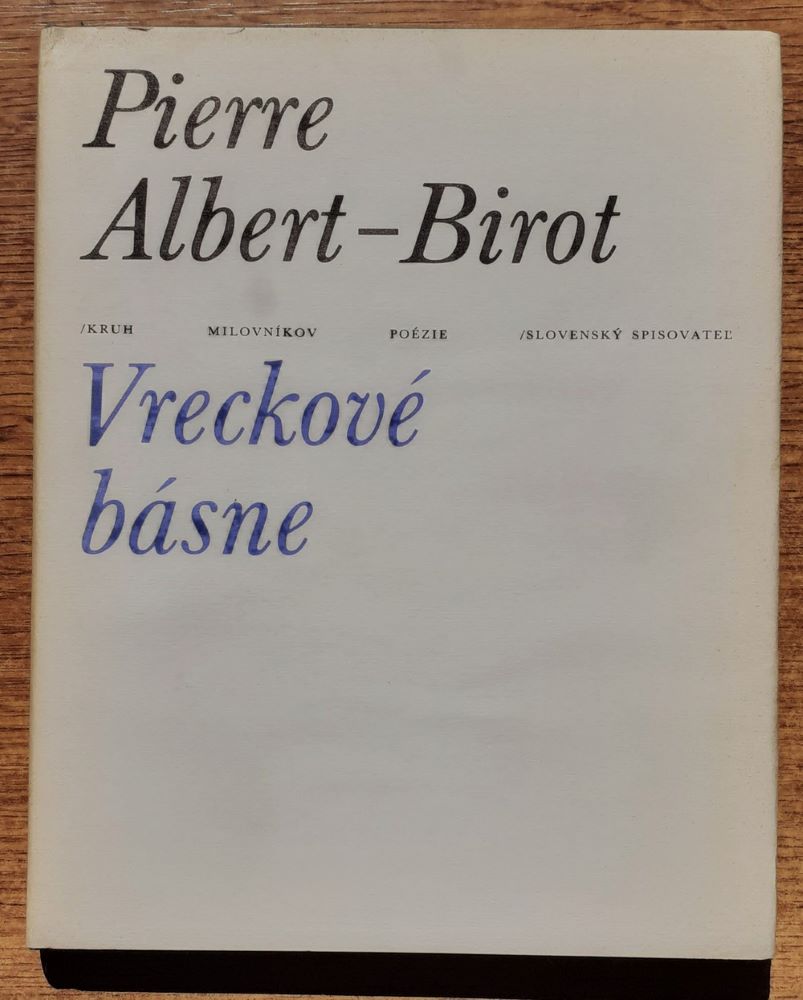 Pierre
Albert–Birot
/KRUH MILOVNÍKOV POÉZIE /SLOVENSKÝ SPISOVATEĽ
Vreckové
básne